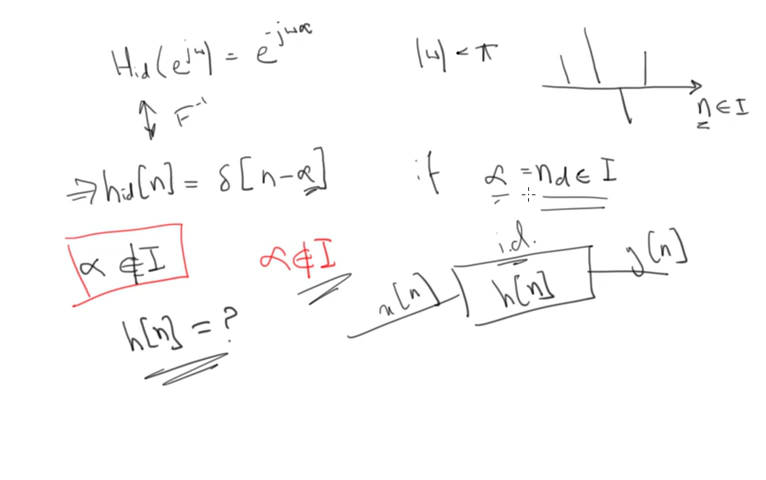 H_id(e^{jω}) = e^{-jωα} |ω| < π
F^{-1} n ∈ I
⇒ h_id[n] = δ[n-α] if α = n_d ∈ I
α ∉ I α ∉ I i.d.
x[n] h[n] y[n]
h[n] = ?